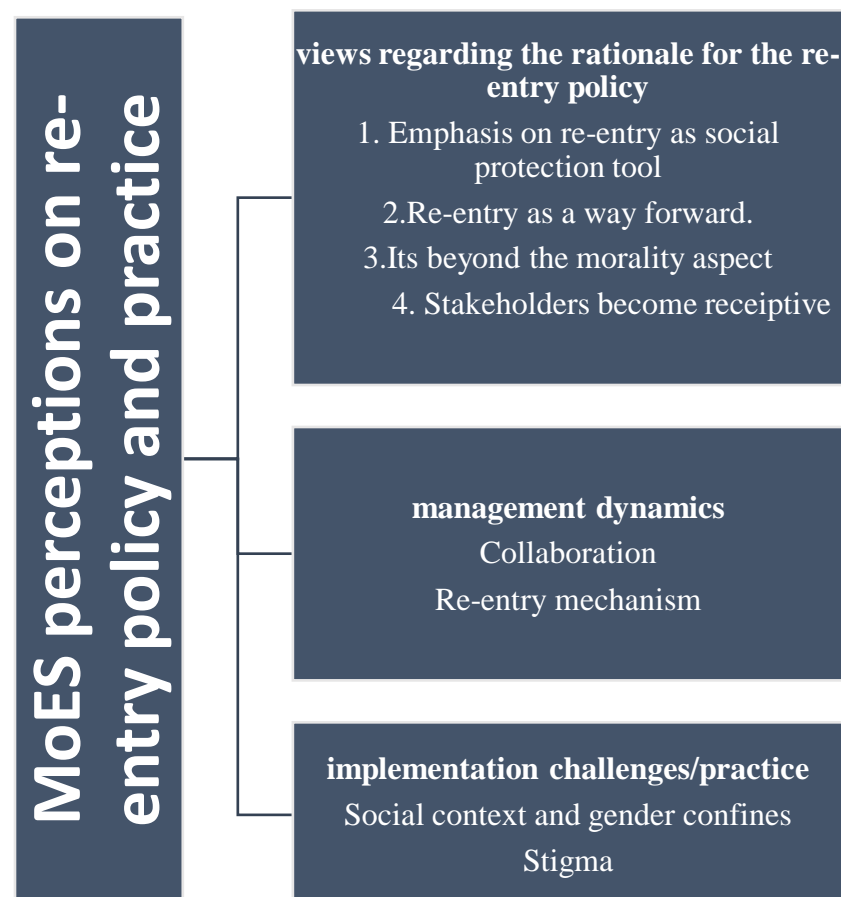 MoES perceptions on re-
entry policy and practice
views regarding the rationale for the re-
entry policy
1. Emphasis on re-entry as social
protection tool
2.Re-entry as a way forward.
3.Its beyond the morality aspect
4. Stakeholders become receiptive
management dynamics
Collaboration
Re-entry mechanism
implementation challenges/practice
Social context and gender confines
Stigma